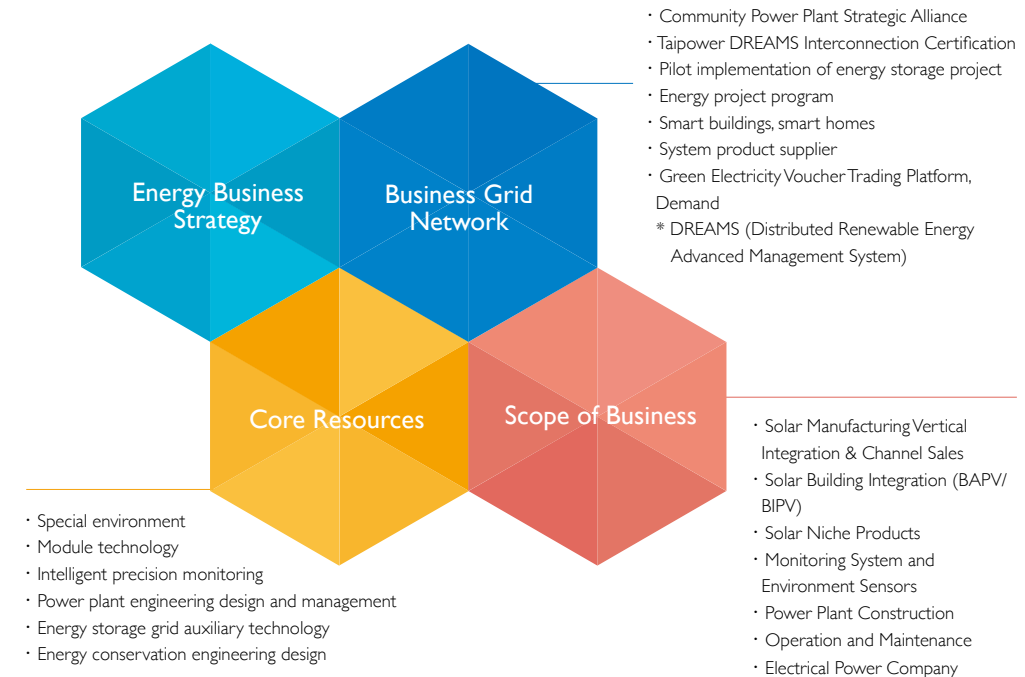 · Community Power Plant Strategic Alliance
· Taipower DREAMS Interconnection Certification
· Pilot implementation of energy storage project
· Energy project program
· Smart buildings, smart homes
· System product supplier
· Green Electricity Voucher Trading Platform,
Demand
* DREAMS (Distributed Renewable Energy
Advanced Management System)
Energy Business
Strategy
Business Grid
Network
Core Resources
Scope of Business
· Solar Manufacturing Vertical
Integration & Channel Sales
· Solar Building Integration (BAPV/
BIPV)
· Solar Niche Products
· Monitoring System and
Environment Sensors
· Power Plant Construction
· Operation and Maintenance
· Electrical Power Company
· Special environment
· Module technology
· Intelligent precision monitoring
· Power plant engineering design and management
· Energy storage grid auxiliary technology
· Energy conservation engineering design